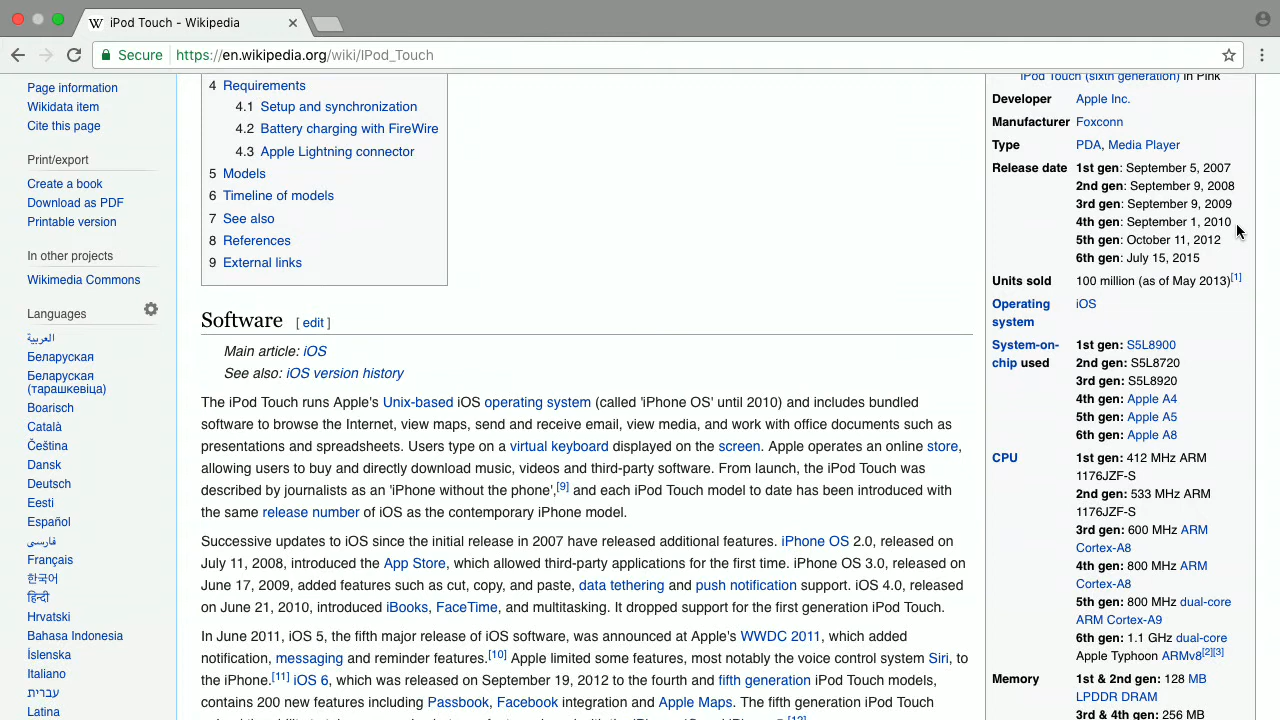 iPod Touch - Wikipedia
Secure https://en.wikipedia.org/wiki/IPod_Touch
Page information
Wikidata item
Cite this page
Print/export
Create a book
Download as PDF
Printable version
In other projects
Wikimedia Commons
Languages
العربية
Беларуская
Беларуская
(тарашкевіца)
Boarisch
Català
Čeština
Dansk
Deutsch
Eesti
Español
فارسی
Français
한국어
हिन्दी
Hrvatski
Bahasa Indonesia
Íslenska
Italiano
עברית
Latina
4 Requirements
4.1 Setup and synchronization
4.2 Battery charging with FireWire
4.3 Apple Lightning connector
5 Models
6 Timeline of models
7 See also
8 References
9 External links
Software [ edit ]
Main article: iOS
See also: iOS version history
The iPod Touch runs Apple's Unix-based iOS operating system (called 'iPhone OS' until 2010) and includes bundled
software to browse the Internet, view maps, send and receive email, view media, and work with office documents such as
presentations and spreadsheets. Users type on a virtual keyboard displayed on the screen. Apple operates an online store,
allowing users to buy and directly download music, videos and third-party software. From launch, the iPod Touch was
described by journalists as an 'iPhone without the phone',[9] and each iPod Touch model to date has been introduced with
the same release number of iOS as the contemporary iPhone model.
Successive updates to iOS since the initial release in 2007 have released additional features. iPhone OS 2.0, released on
July 11, 2008, introduced the App Store, which allowed third-party applications for the first time. iPhone OS 3.0, released on
June 17, 2009, added features such as cut, copy, and paste, data tethering and push notification support. iOS 4.0, released
on June 21, 2010, introduced iBooks, FaceTime, and multitasking. It dropped support for the first generation iPod Touch.
In June 2011, iOS 5, the fifth major release of iOS software, was announced at Apple's WWDC 2011, which added
notification, messaging and reminder features.[10] Apple limited some features, most notably the voice control system Siri, to
the iPhone.[11] iOS 6, which was released on September 19, 2012 to the fourth and fifth generation iPod Touch models,
contains 200 new features including Passbook, Facebook integration and Apple Maps. The fifth generation iPod Touch
iPod Touch (sixth generation) in Pink
Developer Apple Inc.
Manufacturer Foxconn
Type PDA, Media Player
Release date 1st gen: September 5, 2007
2nd gen: September 9, 2008
3rd gen: September 9, 2009
4th gen: September 1, 2010
5th gen: October 11, 2012
6th gen: July 15, 2015
Units sold 100 million (as of May 2013)[1]
Operating iOS
system
System-on- 1st gen: S5L8900
chip used 2nd gen: S5L8720
3rd gen: S5L8920
4th gen: Apple A4
5th gen: Apple A5
6th gen: Apple A8
CPU 1st gen: 412 MHz ARM
1176JZF-S
2nd gen: 533 MHz ARM
1176JZF-S
3rd gen: 600 MHz ARM
Cortex-A8
4th gen: 800 MHz ARM
Cortex-A8
5th gen: 800 MHz dual-core
ARM Cortex-A9
6th gen: 1.1 GHz dual-core
Apple Typhoon ARMv8[2][3]
Memory 1st & 2nd gen: 128 MB
LPDDR DRAM
3rd & 4th gen: 256 MB